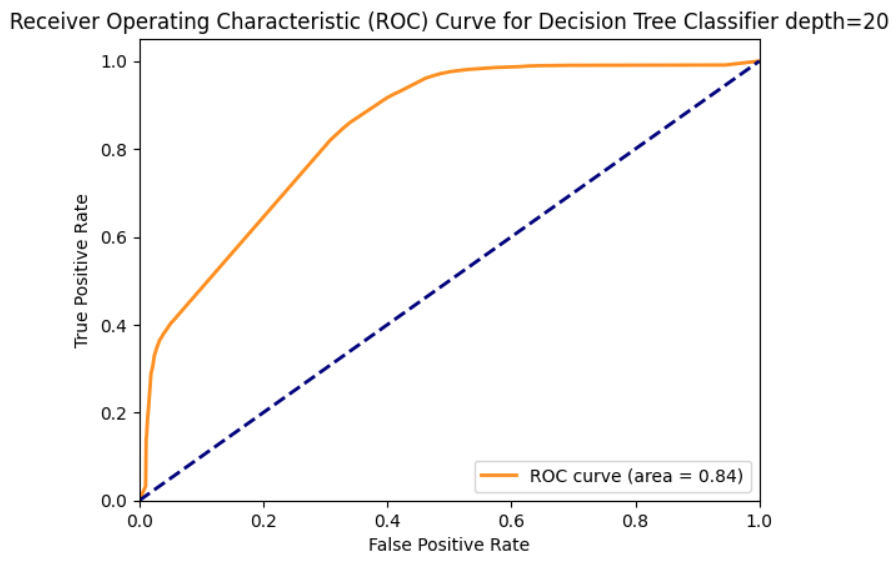 Receiver Operating Characteristic (ROC) Curve for Decision Tree Classifier depth=20
1.0
0.8
0.6
0.4
0.2
0.0
True Positive Rate
ROC curve (area = 0.84)
0.0 0.2 0.4 0.6 0.8 1.0
False Positive Rate